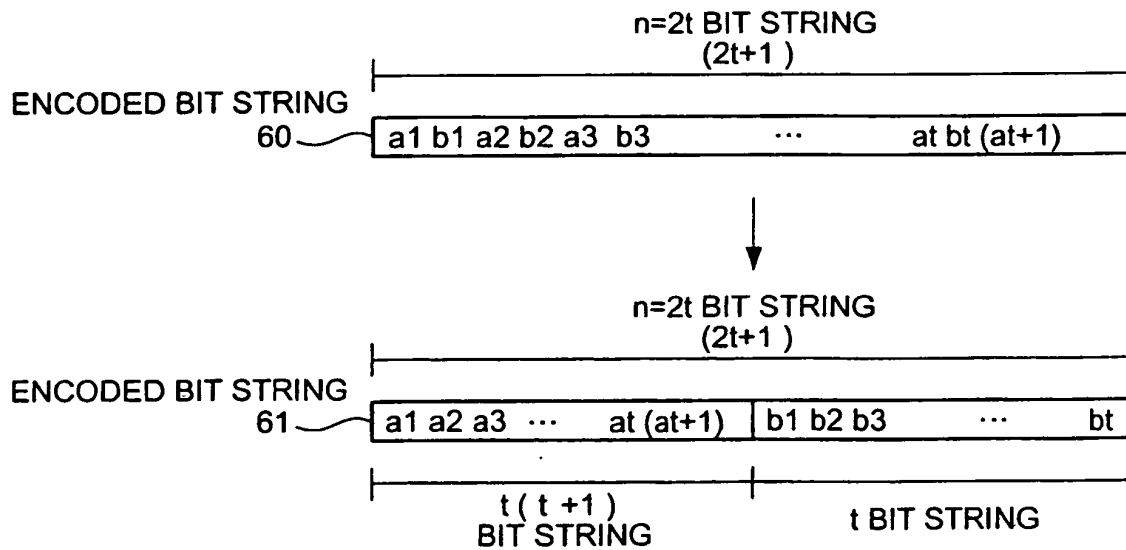 n=2t BIT STRING
(2t+1 )
ENCODED BIT STRING
60
a1 b1 a2 b2 a3 b3 ... at bt (at+1)
n=2t BIT STRING
(2t+1 )
ENCODED BIT STRING
61
a1 a2 a3 ... at (at+1) b1 b2 b3 ... bt
t ( t +1 )
BIT STRING
t BIT STRING